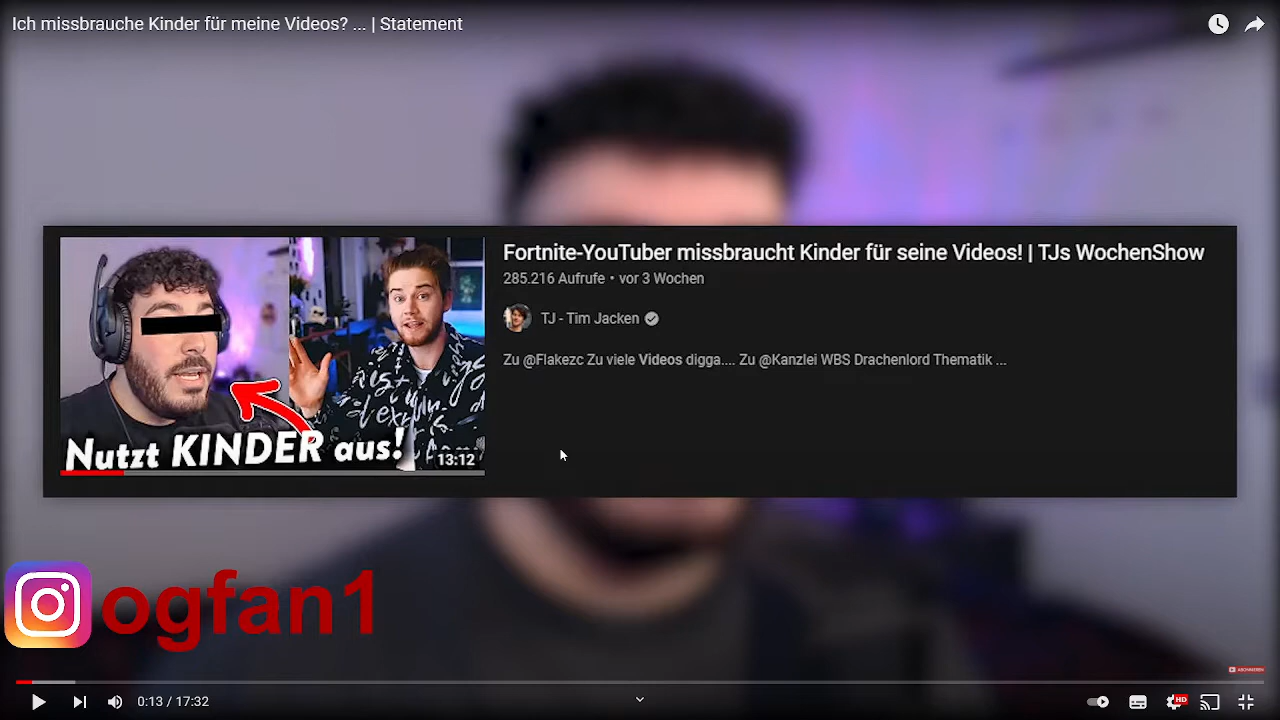 Ich missbrauche Kinder für meine Videos? ... | Statement
Fortnite-YouTuber missbraucht Kinder für seine Videos! | TJs WochenShow
285.216 Aufrufe • vor 3 Wochen
TJ - Tim Jacken
Zu @Flakezc Zu viele Videos digga.... Zu @Kanzlei WBS Drachenlord Thematik ...
Nutzt KINDER aus!
13:12
ogfan1
ABONNIEREN
0:13 / 17:32
HD